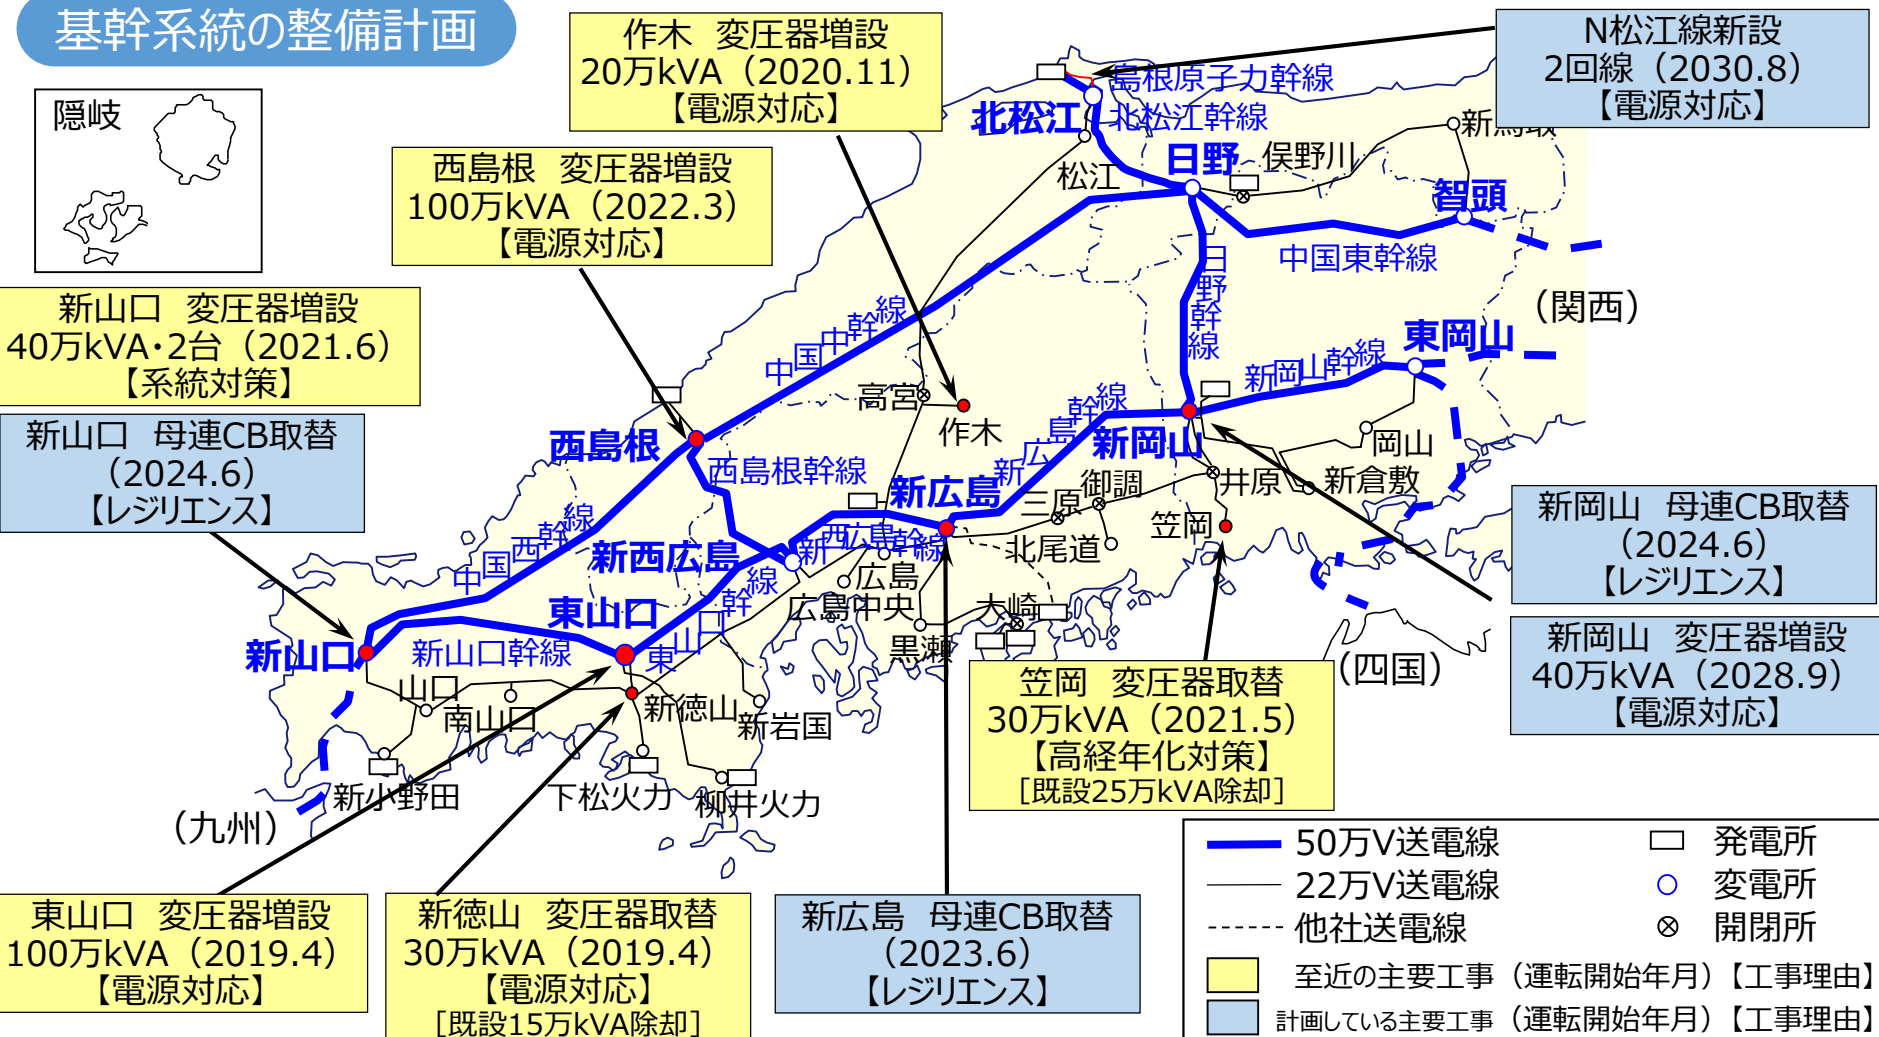 基幹系統の整備計画
隠岐
作木 変圧器増設
20万kVA（2020.11）
【電源対応】
N松江線新設
2回線（2030.8）
【電源対応】
西島根 変圧器増設
100万kVA（2022.3）
【電源対応】
新山口 変圧器増設
40万kVA・2台（2021.6）
【系統対策】
新山口 母連CB取替
（2024.6）
【レジリエンス】
島根原子力幹線
北松江
北松江幹線
松江
日野
俣野川
新鳥取
智頭
中国東幹線
日野幹線
中国中幹線
（関西）
東岡山
新岡山幹線
高宮
作木
新広島幹線
新岡山
岡山
西島根
西島根幹線
新広島
三原
御調
井原
新倉敷
笠岡
北尾道
中国西幹線
新西広島
新西広島幹線
広島
広島中央
大崎
黒瀬
東山口
東山口幹線
新山口
新山口幹線
山口
南山口
新徳山
新岩国
新小野田
下松火力
柳井火力
（九州）
（四国）
新岡山 母連CB取替
（2024.6）
【レジリエンス】
新岡山 変圧器増設
40万kVA（2028.9）
【電源対応】
笠岡 変圧器取替
30万kVA（2021.5）
【高経年化対策】
［既設25万kVA除却］
東山口 変圧器増設
100万kVA（2019.4）
【電源対応】
新徳山 変圧器取替
30万kVA（2019.4）
【電源対応】
［既設15万kVA除却］
新広島 母連CB取替
（2023.6）
【レジリエンス】
50万V送電線
発電所
22万V送電線
変電所
他社送電線
開閉所
至近の主要工事（運転開始年月）【工事理由】
計画している主要工事（運転開始年月）【工事理由】